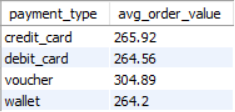 payment_type avg_order_value
credit_card 265.92
debit_card 264.56
voucher 304.89
wallet 264.2